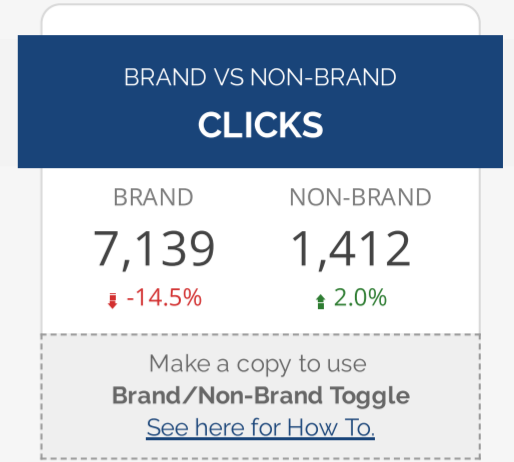 BRAND VS NON-BRAND
CLICKS
BRAND NON-BRAND
7,139 1,412
-14.5% 2.0%
Make a copy to use
Brand/Non-Brand Toggle
See here for How To.